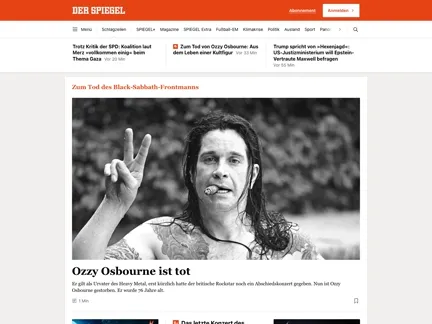 DER SPIEGEL
Abonnement
Anmelden
Menü
Schlagzeilen
SPIEGEL+
Magazine
SPIEGEL Extra
Fußball-EM
Klimakrise
Politik
Ausland
Sport
Trotz Kritik der SPD: Koalition laut
Merz »vollkommen einig« beim
Thema Gaza Vor 20 Min
Zum Tod von Ozzy Osbourne: Aus
dem Leben einer Kultfigur Vor 33 Min
Trump spricht von »Hexenjagd«:
US-Justizministerium will Epstein-
Vertraute Maxwell befragen
Vor 50 Min
Zum Tod des Black-Sabbath-Frontmanns
Ozzy Osbourne ist tot
Er gilt als Urvater des Heavy Metal, erst kürzlich hatte der britische Rockstar noch ein Abschiedskonzert gegeben. Nun ist Ozzy
Osbourne gestorben. Er wurde 76 Jahre alt.
1 Min
Das letzte Konzert des